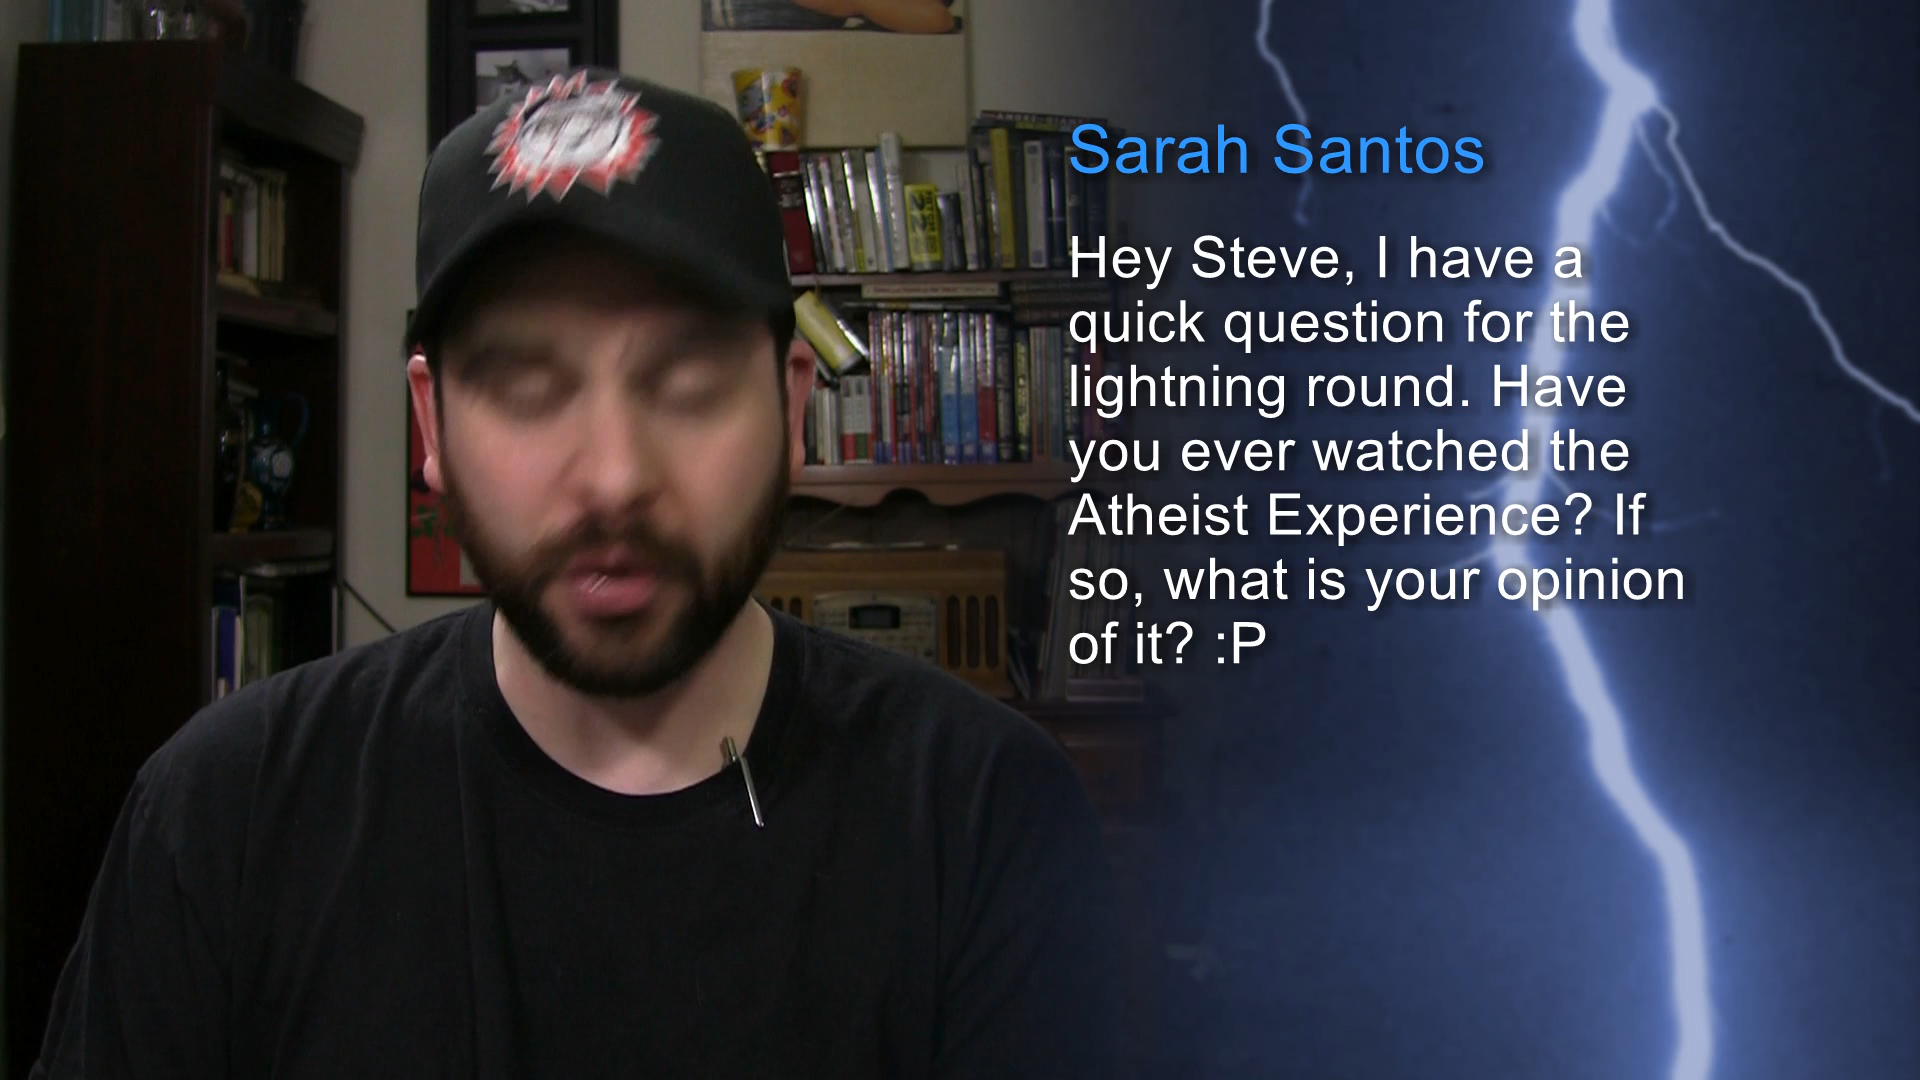 Sarah Santos
Hey Steve, I have a
quick question for the
lightning round. Have
you ever watched the
Atheist Experience? If
so, what is your opinion
of it? :P